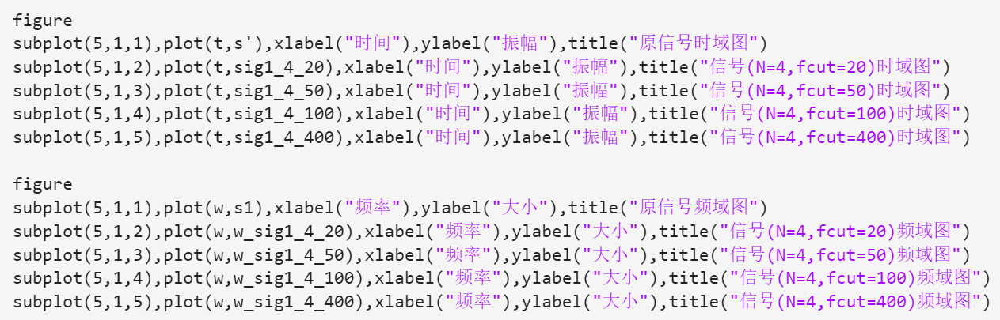 figure
subplot(5,1,1),plot(t,s'),xlabel("时间"),ylabel("振幅"),title("原信号时域图")
subplot(5,1,2),plot(t,sig1_4_20),xlabel("时间"),ylabel("振幅"),title("信号(N=4,fcut=20)时域图")
subplot(5,1,3),plot(t,sig1_4_50),xlabel("时间"),ylabel("振幅"),title("信号(N=4,fcut=50)时域图")
subplot(5,1,4),plot(t,sig1_4_100),xlabel("时间"),ylabel("振幅"),title("信号(N=4,fcut=100)时域图")
subplot(5,1,5),plot(t,sig1_4_400),xlabel("时间"),ylabel("振幅"),title("信号(N=4,fcut=400)时域图")
figure
subplot(5,1,1),plot(w,s1),xlabel("频率"),ylabel("大小"),title("原信号频域图")
subplot(5,1,2),plot(w,w_sig1_4_20),xlabel("频率"),ylabel("大小"),title("信号(N=4,fcut=20)频域图")
subplot(5,1,3),plot(w,w_sig1_4_50),xlabel("频率"),ylabel("大小"),title("信号(N=4,fcut=50)频域图")
subplot(5,1,4),plot(w,w_sig1_4_100),xlabel("频率"),ylabel("大小"),title("信号(N=4,fcut=100)频域图")
subplot(5,1,5),plot(w,w_sig1_4_400),xlabel("频率"),ylabel("大小"),title("信号(N=4,fcut=400)频域图")